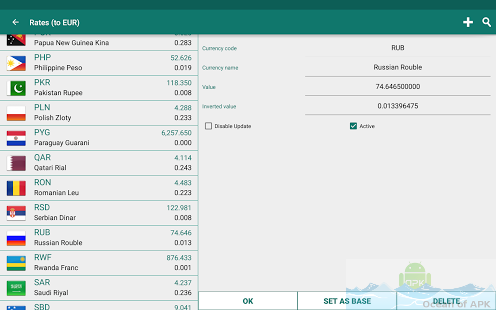 Rates (to EUR)
Papua New Guinea Kina 0.283
PHP 52.626
Philippine Peso 0.019
PKR 118.350
Pakistan Rupee 0.008
PLN 4.288
Polish Zloty 0.233
PYG 6,257.650
Paraguay Guarani 0.000
QAR 4.114
Qatari Rial 0.243
RON 4.483
Romanian Leu 0.223
RSD 122.981
Serbian Dinar 0.008
RUB 74.646
Russian Rouble 0.013
RWF 876.433
Rwanda Franc 0.001
SAR 4.237
Saudi Riyal 0.236
SBD 9.041
Currency code RUB
Currency name Russian Rouble
Value 74.646500000
Inverted value 0.013396475
Disable Update Active
OK SET AS BASE DELETE
Ocean of APK